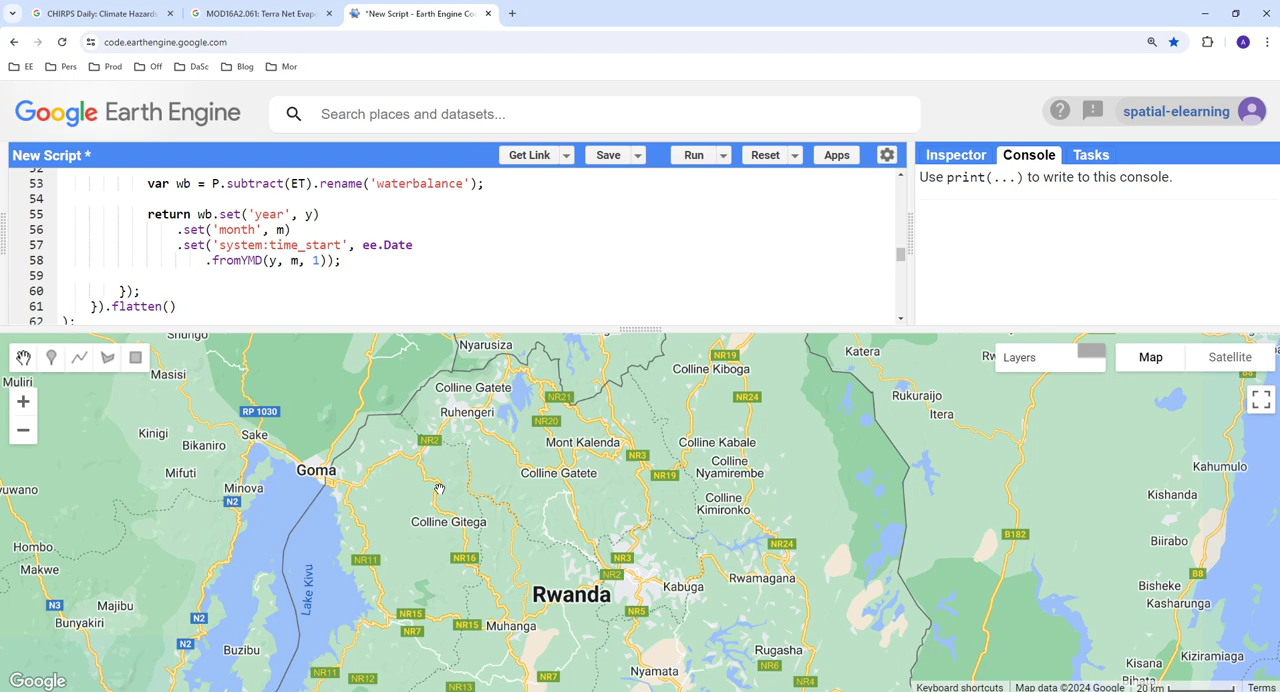 CHIRPS Daily: Climate Hazards
MOD16A2.061: Terra Net Evapo
*New Script - Earth Engine Co
code.earthengine.google.com
A
EE
Pers
Prod
Off
DaSc
Blog
Mor
Google Earth Engine
Search places and datasets...
spatial-elearning
New Script *
Get Link
Save
Run
Reset
Apps
Inspector
Console
Tasks
Use print(...) to write to this console.
53 var wb = P.subtract(ET).rename('waterbalance');
54
55 return wb.set('year', y)
56 .set('month', m)
57 .set('system:time_start', ee.Date
58 .fromYMD(y, m, 1));
59
60 });
61 }).flatten()
62 );
Layers
Map
Satellite
Shungo
Nyarusiza
NR19
Katera
Colline Kiboga
Masisi
Muliri
Colline Gatete
NR21
NR24
Rukuraijo
Itera
RP 1030
Ruhengeri
NR20
Kinigi
Sake
Bikaniro
NR2
Mont Kalenda
Colline Kabale
NR3
Colline
Nyamirembe
Goma
Colline Gatete
NR19
Mifuti
Kahumulo
Minova
N2
Colline
Kimironko
Kishanda
Colline Gitega
B182
Hombo
Makwe
NR11
NR16
NR3
NR24
NR2
Birabo
B8
Lake Kivu
Kabuga
Rwamagana
Rwanda
Bisheke
Kasharunga
N3
Majibu
Bunyakiri
N2
NR15
NR7
NR15
Muhanga
NR5
N2
Buzibu
Rugasha
NR6
Kiziramiaga
Kisana
NR11
NR12
NR13
NR7
Nyamata
NR4
Google
Keyboard shortcuts
Map data ©2024 Google
20 km
Terms